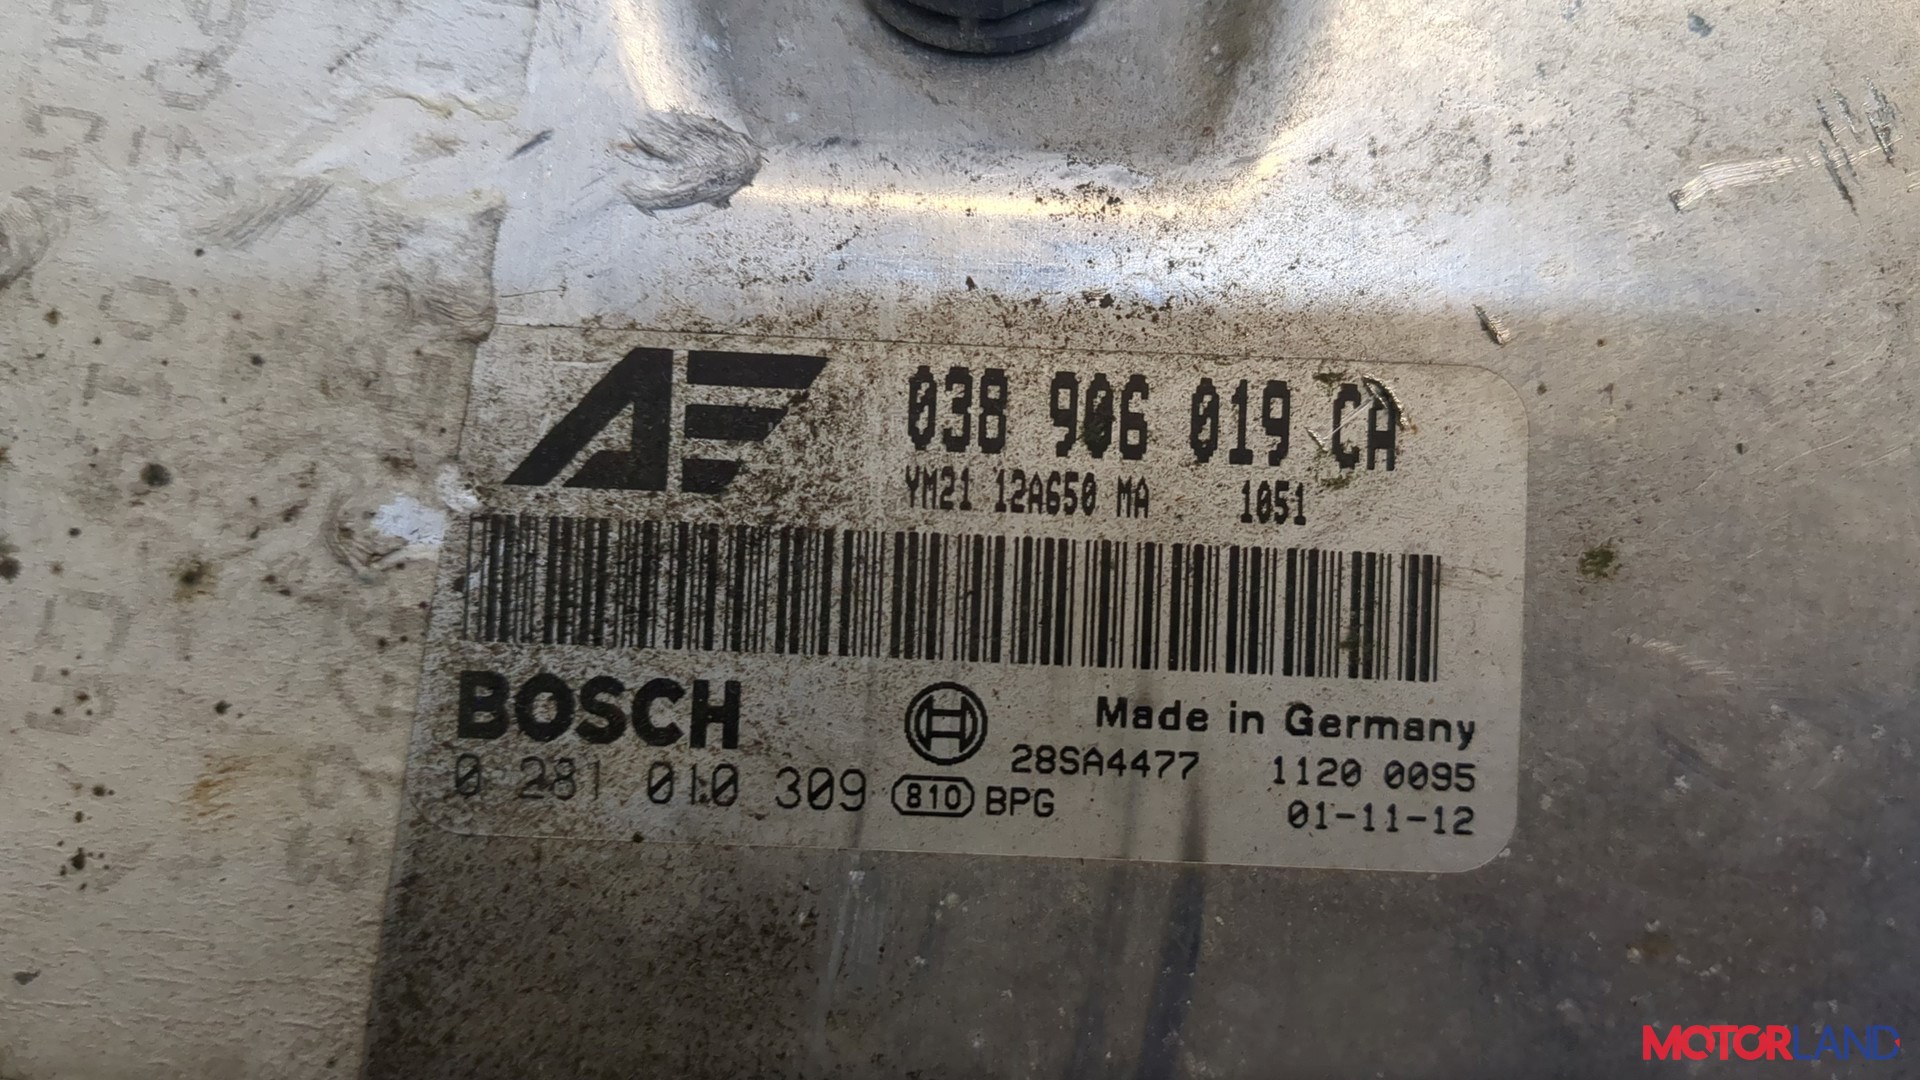 AE
038 906 019 CA
YM21 12A650 MA 1051
BOSCH
Made in Germany
0 281 010 309
810 BPG
28SA4477
1120 0095
01-11-12
MOTORLAND